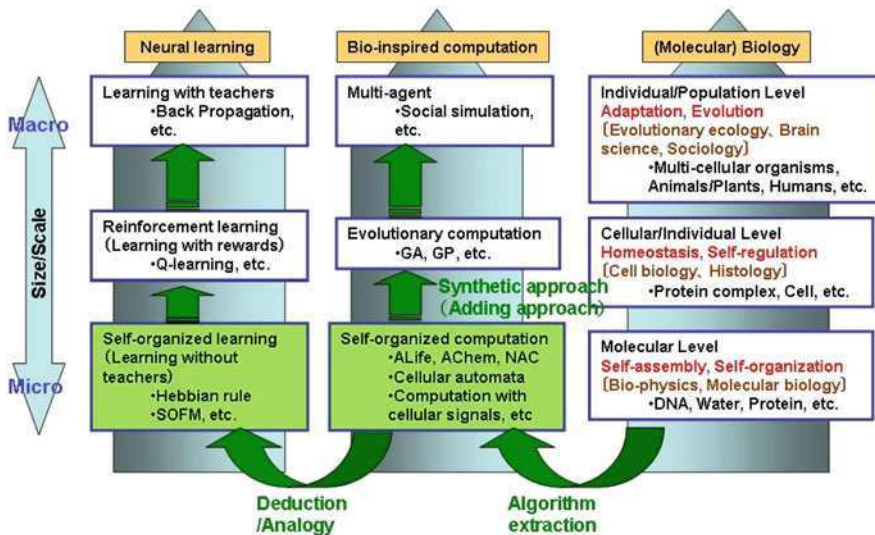 Neural learning
Bio-inspired computation
(Molecular) Biology
Macro
Size/Scale
Micro
Learning with teachers
•Back Propagation,
etc.
Reinforcement learning
(Learning with rewards)
•Q-learning, etc.
Self-organized learning
(Learning without
teachers)
•Hebbian rule
•SOFM, etc.
Multi-agent
•Social simulation,
etc.
Evolutionary computation
•GA, GP, etc.
Synthetic approach
(Adding approach)
Self-organized computation
•ALife, AChem, NAC
•Cellular automata
•Computation with
cellular signals, etc
Individual/Population Level
Adaptation, Evolution
〔Evolutionary ecology、Brain
science, Sociology〕
•Multi-cellular organisms,
Animals/Plants, Humans, etc.
Cellular/Individual Level
Homeostasis, Self-regulation
〔Cell biology、Histology〕
•Protein complex, Cell, etc.
Molecular Level
Self-assembly, Self-organization
〔Bio-physics, Molecular biology〕
•DNA, Water, Protein, etc.
Deduction
/Analogy
Algorithm
extraction